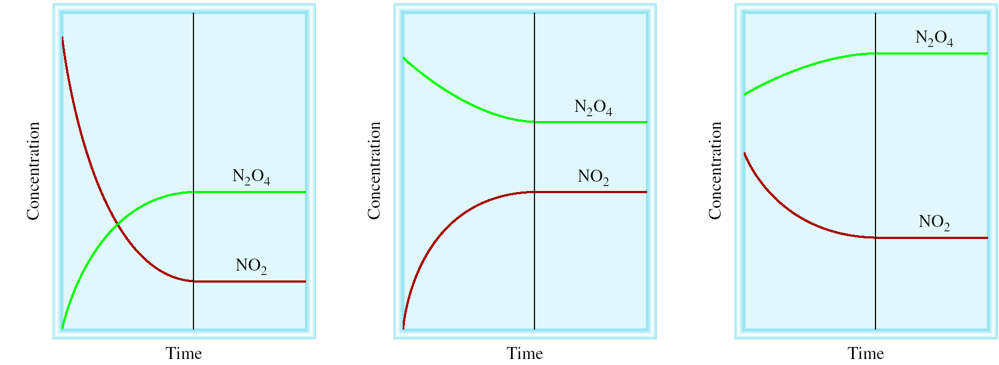 Concentration
N₂O₄
NO₂
Time
Concentration
N₂O₄
NO₂
Time
Concentration
N₂O₄
NO₂
Time